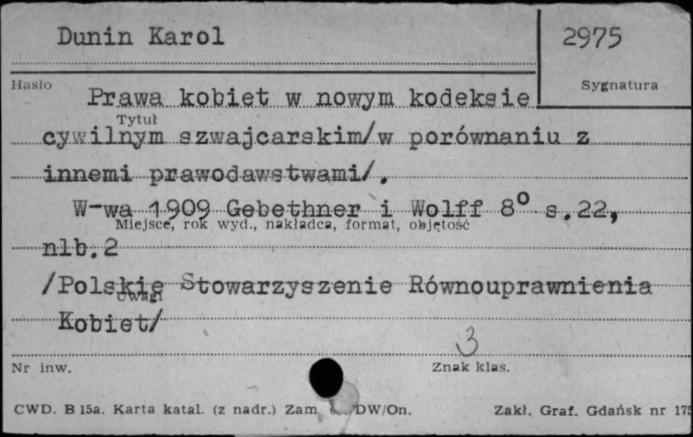 Dunin Karol
2975
Hasło
Sygnatura
Prawa kobiet w nowym kodeksie
Tytuł
cywilnym szwajcarskim/w porównaniu z
innemi prawodawstwami/.
W-wa 1909 Gebethner i Wolff 8° s.22,
Miejsce, rok wyd., nakładca, format, objętość
nlb.2
/Polskie Stowarzyszenie Równouprawnienia
Uwagi
Kobiet/
3
Nr inw.
Znak klas.
CWD. B 15a. Karta katal. (z nadr.) Zam. DW/On.
Zakł. Graf. Gdańsk nr 175